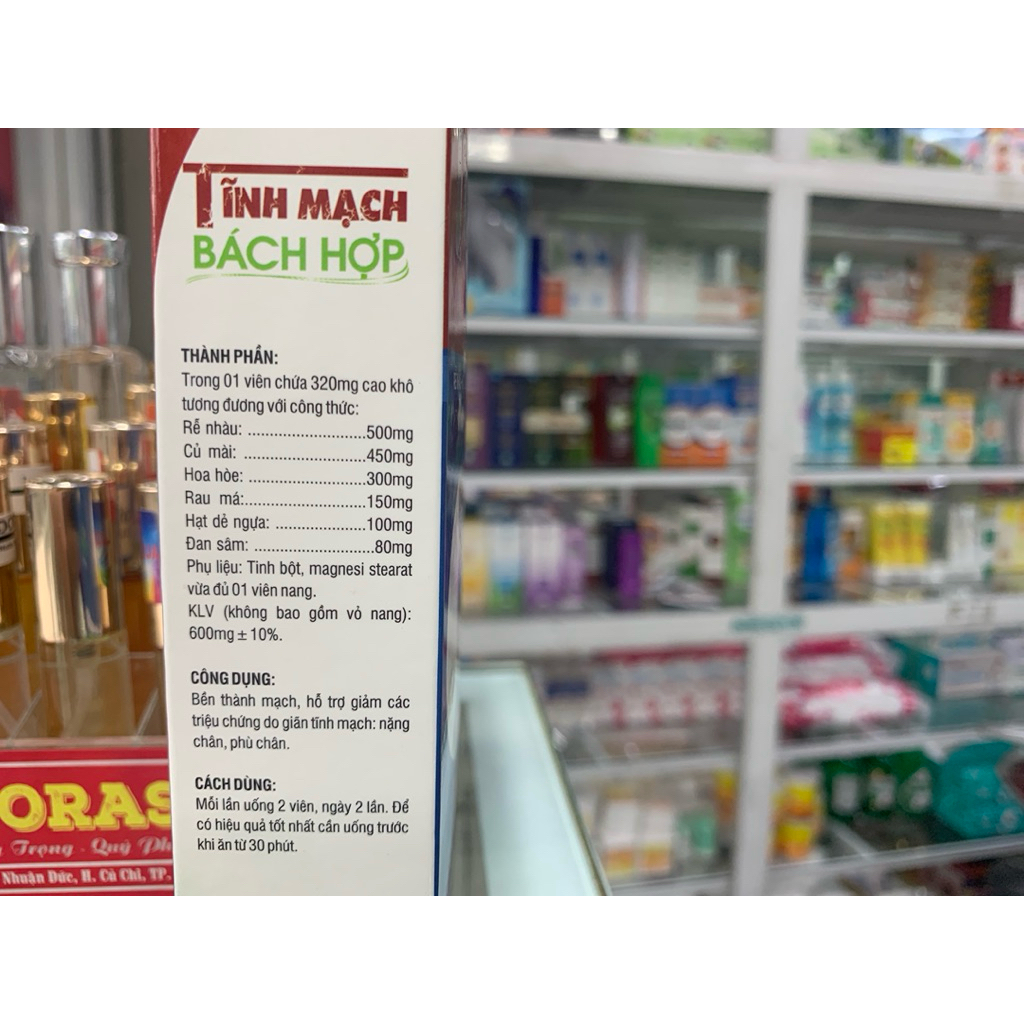 TĨNH MẠCH
BÁCH HỢP
THÀNH PHẦN:
Trong 01 viên chứa 320mg cao khô
tương đương với công thức:
Rễ nhàu: ...........................500mg
Củ mài: ............................450mg
Hoa hòe: ............................300mg
Rau má:............................150mg
Hạt dẻ ngựa: .....................100mg
Đan sâm: ............................80mg
Phụ liệu: Tinh bột, magnesi stearat
vừa đủ 01 viên nang.
KLV (không bao gồm vỏ nang):
600mg ± 10%.
CÔNG DỤNG:
Bền thành mạch, hỗ trợ giảm các
triệu chứng do giãn tĩnh mạch: nặng
chân, phù chân.
CÁCH DÙNG:
Mỗi lần uống 2 viên, ngày 2 lần. Để
có hiệu quả tốt nhất cần uống trước
khi ăn từ 30 phút.
ORAS
Trọng - Quý Ph
Nhuận Đức, H. Củ Chi, TP.